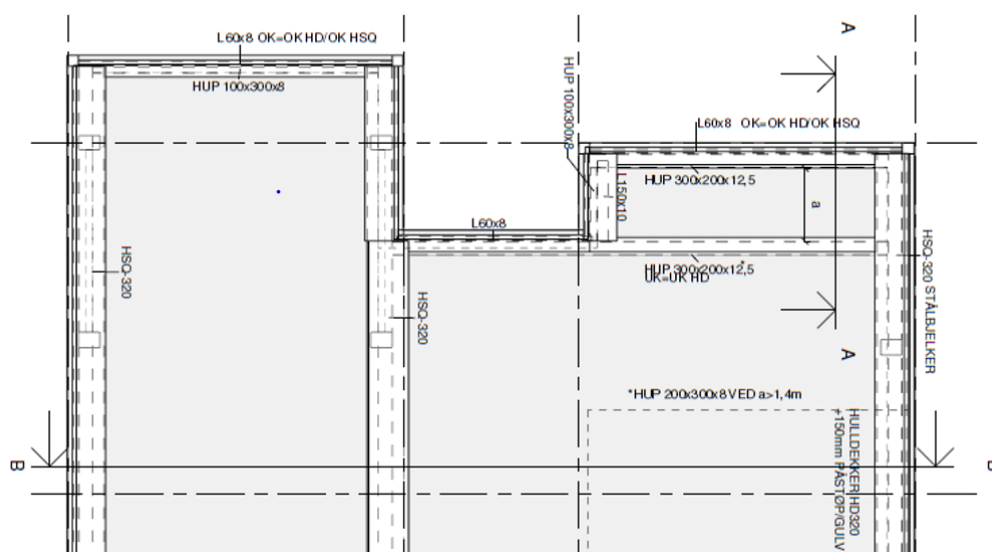 L60x8 OK=OK HD/OK HSQ
HUP 100x300x8
A
HUP 100x300x8
L60x8 OK=OK HD/OK HSQ
HUP 300x200x12,5
L150x10
a
L60x8
HSQ-320
HSQ-320
HUP 300x200x12,5*
UK=UK HD
HSQ-320 STÅLBJELKER
A
*HUP 200x300x8 VED a>1,4m
HULLDEKKER HD320
+150mm PÅSTØP/GULV
B